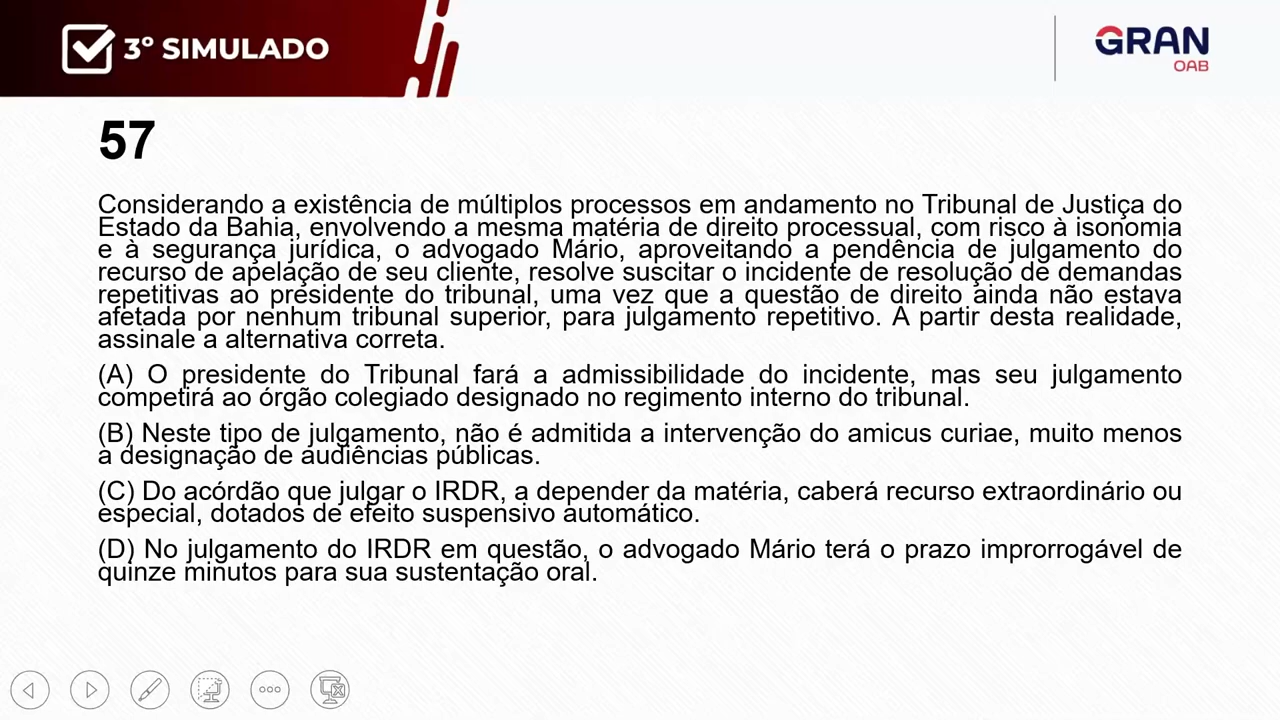 3º SIMULADO
GRAN
OAB
57
Considerando a existência de múltiplos processos em andamento no Tribunal de Justiça do
Estado da Bahia, envolvendo a mesma matéria de direito processual, com risco à isonomia
e à segurança jurídica, o advogado Mário, aproveitando a pendência de julgamento do
recurso de apelação de seu cliente, resolve suscitar o incidente de resolução de demandas
repetitivas ao presidente do tribunal, uma vez que a questão de direito ainda não estava
afetada por nenhum tribunal superior, para julgamento repetitivo. A partir desta realidade,
assinale a alternativa correta.
(A) O presidente do Tribunal fará a admissibilidade do incidente, mas seu julgamento
competirá ao órgão colegiado designado no regimento interno do tribunal.
(B) Neste tipo de julgamento, não é admitida a intervenção do amicus curiae, muito menos
a designação de audiências públicas.
(C) Do acórdão que julgar o IRDR, a depender da matéria, caberá recurso extraordinário ou
especial, dotados de efeito suspensivo automático.
(D) No julgamento do IRDR em questão, o advogado Mário terá o prazo improrrogável de
quinze minutos para sua sustentação oral.